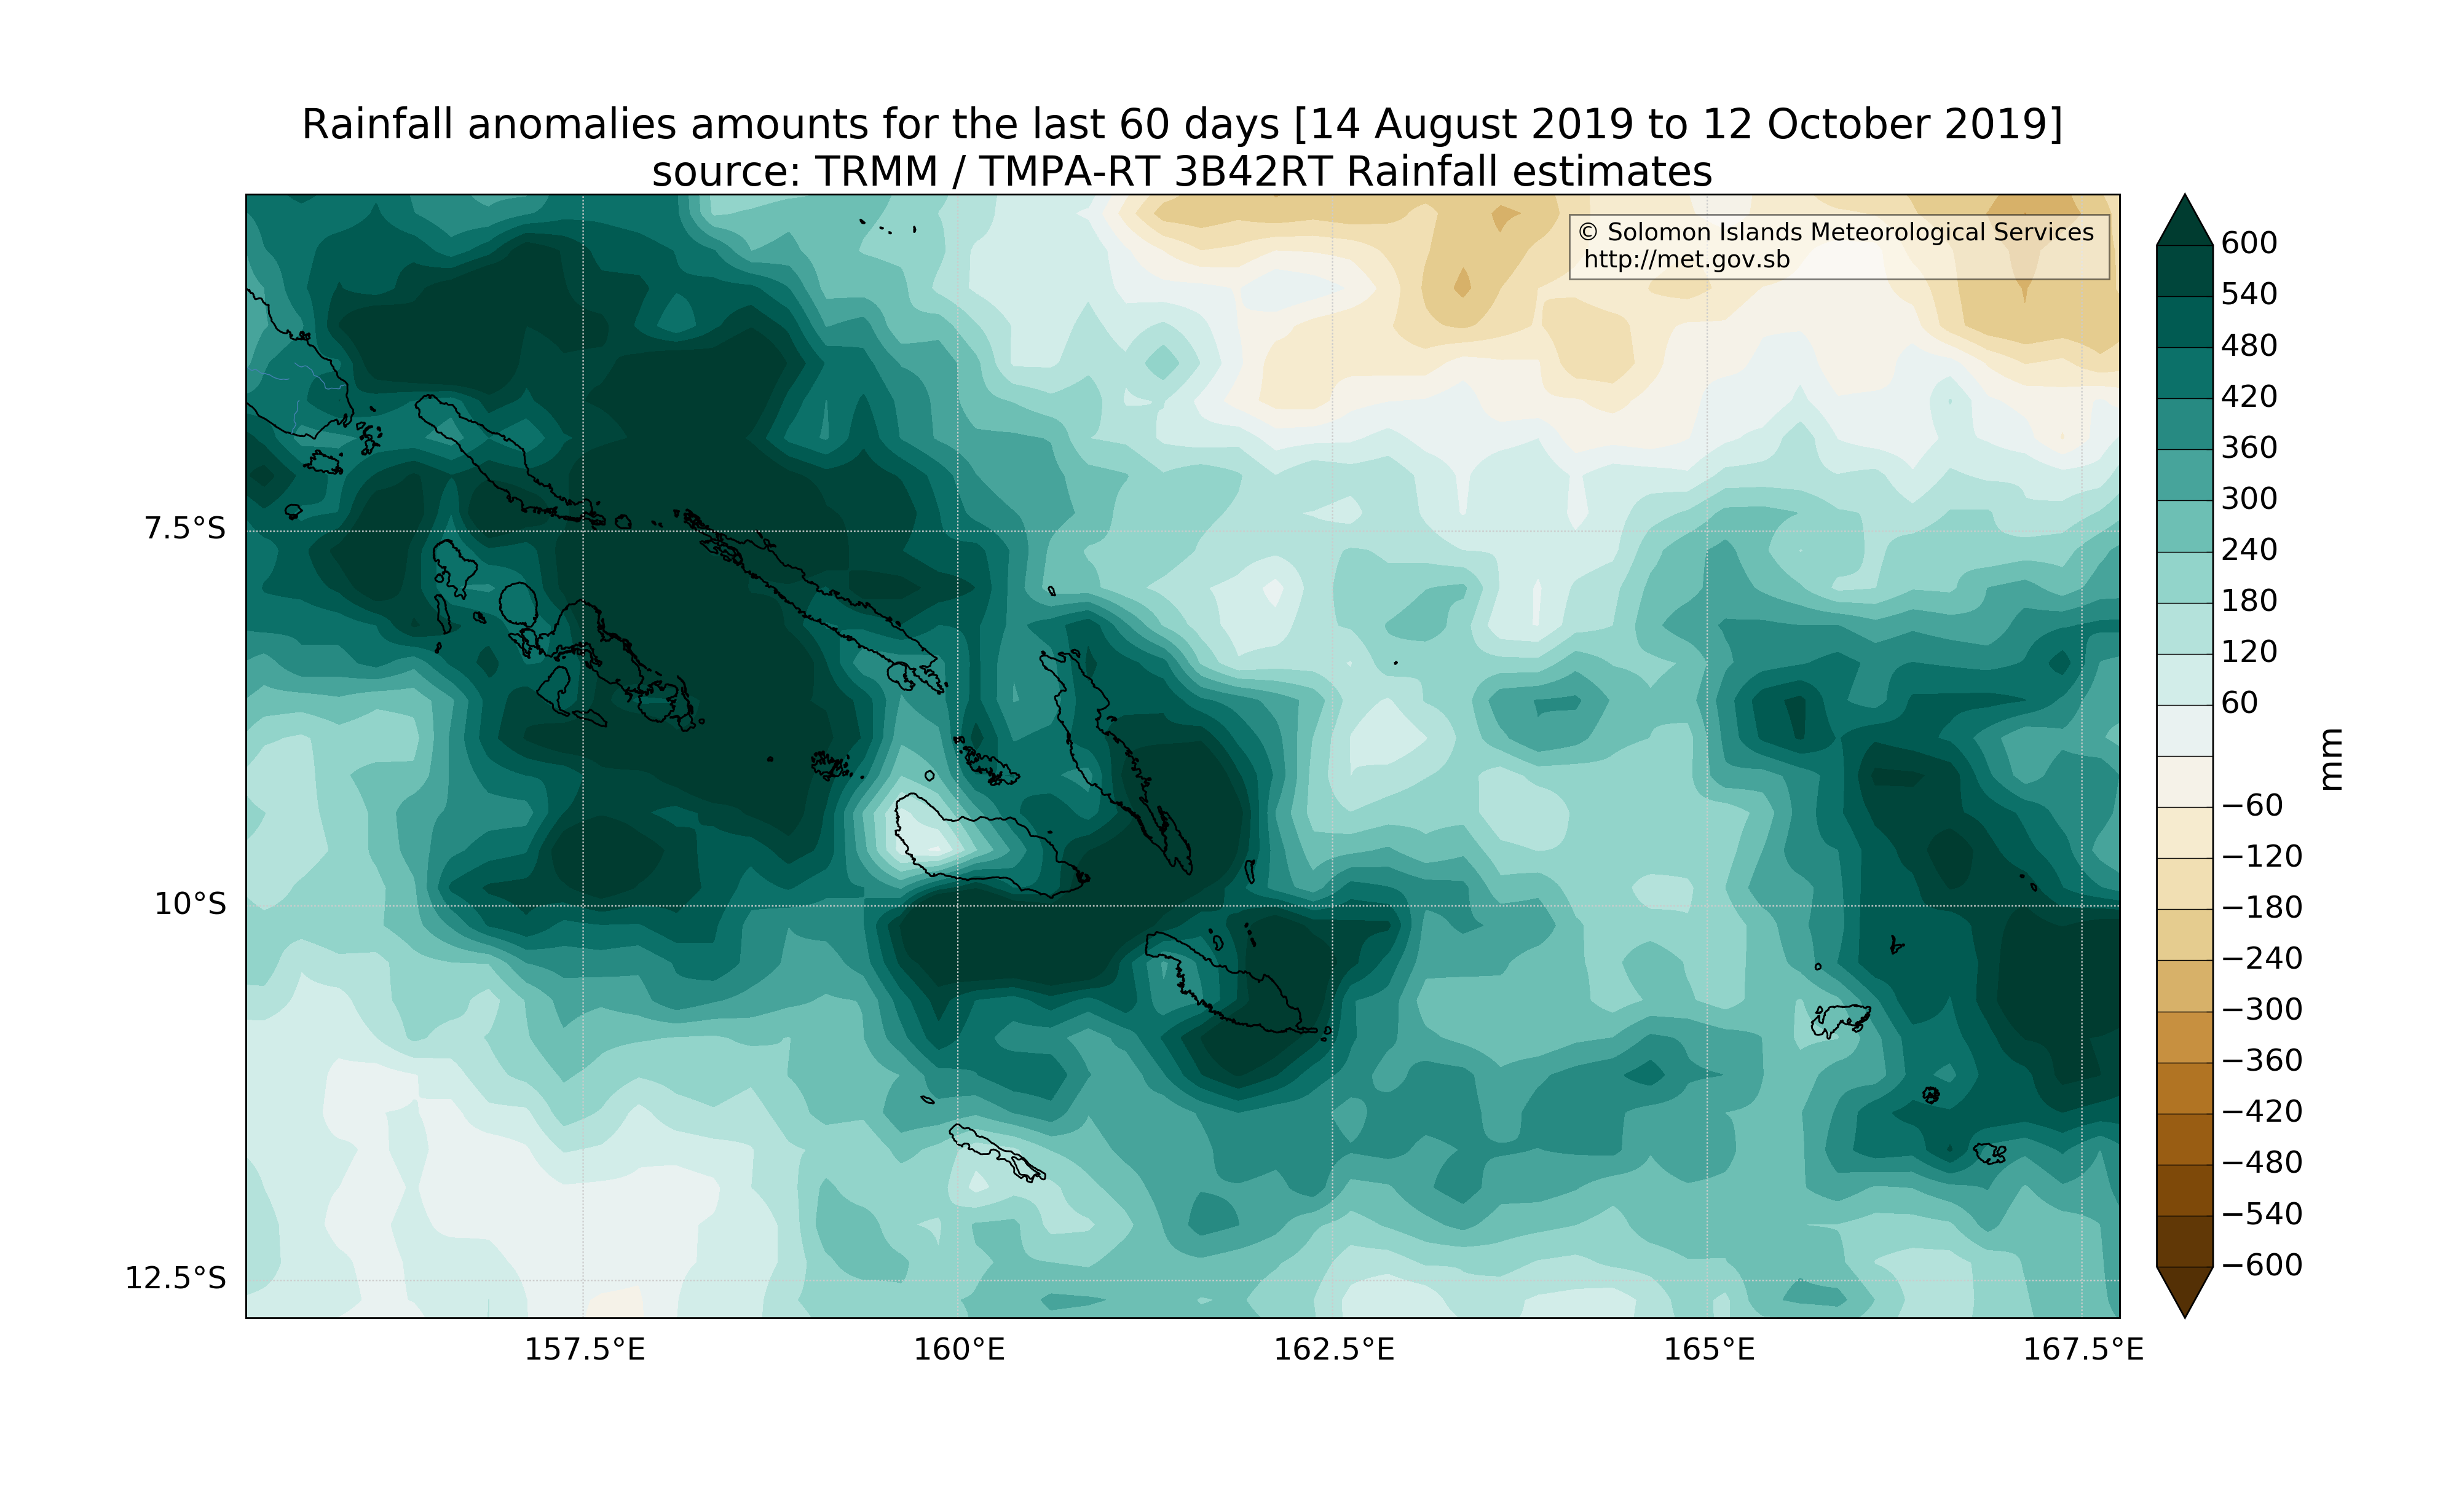 Rainfall anomalies amounts for the last 60 days [14 August 2019 to 12 October 2019]
source: TRMM / TMPA-RT 3B42RT Rainfall estimates
© Solomon Islands Meteorological Services
http://met.gov.sb
7.5°S
10°S
12.5°S
157.5°E
160°E
162.5°E
165°E
167.5°E
600
540
480
420
360
300
240
180
120
60
−60
−120
−180
−240
−300
−360
−420
−480
−540
−600
mm